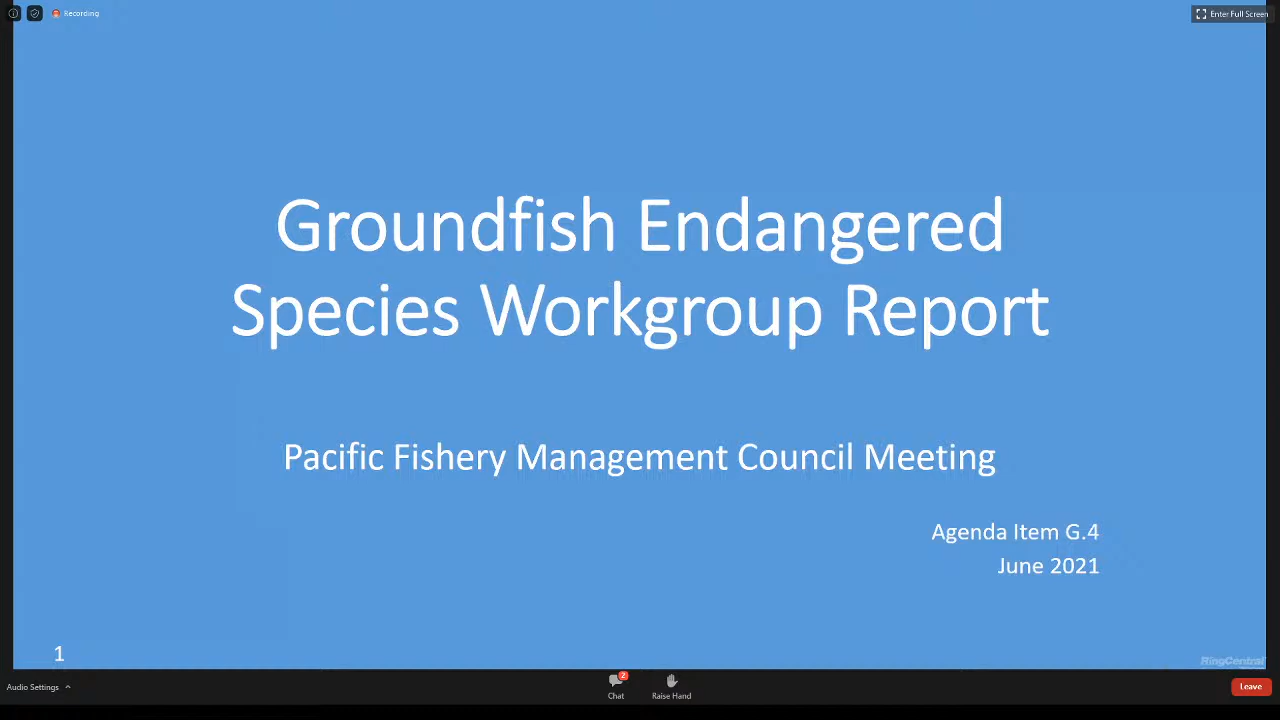 Recording
Enter Full Screen
Groundfish Endangered
Species Workgroup Report
Pacific Fishery Management Council Meeting
Agenda Item G.4
June 2021
1
RingCentral
Audio Settings
2
Chat
Raise Hand
Leave